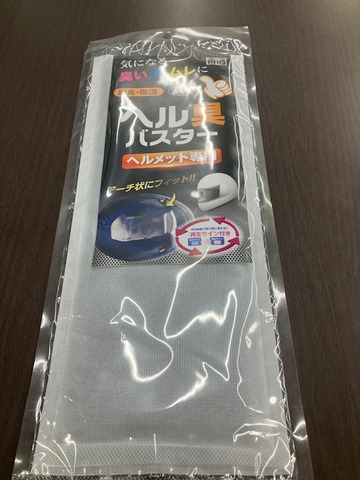 気になる
臭い ムレに
脱臭・除湿
ヘル臭
バスター
ヘルメット専用
アーチ状にフィット!!
再生サイン付き